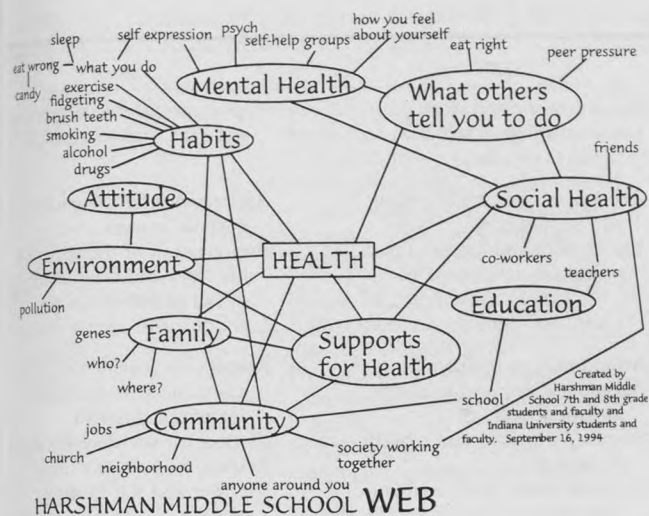 how you feel
about yourself
psych
self-help groups
sleep
self expression
eat right
peer pressure
eat wrong
what you do
candy
Mental Health
What others
tell you to do
exercise
fidgeting
brush teeth
smoking
alcohol
drugs
Habits
friends
Attitude
Social Health
Environment
HEALTH
co-workers
teachers
pollution
Education
genes
Family
who?
where?
Supports
for Health
school
Created by
Harshman Middle
School 7th and 8th grade
students and faculty and
Indiana University students and
faculty. September 16, 1994
Community
jobs
church
neighborhood
society working
together
anyone around you
HARSHMAN MIDDLE SCHOOL WEB